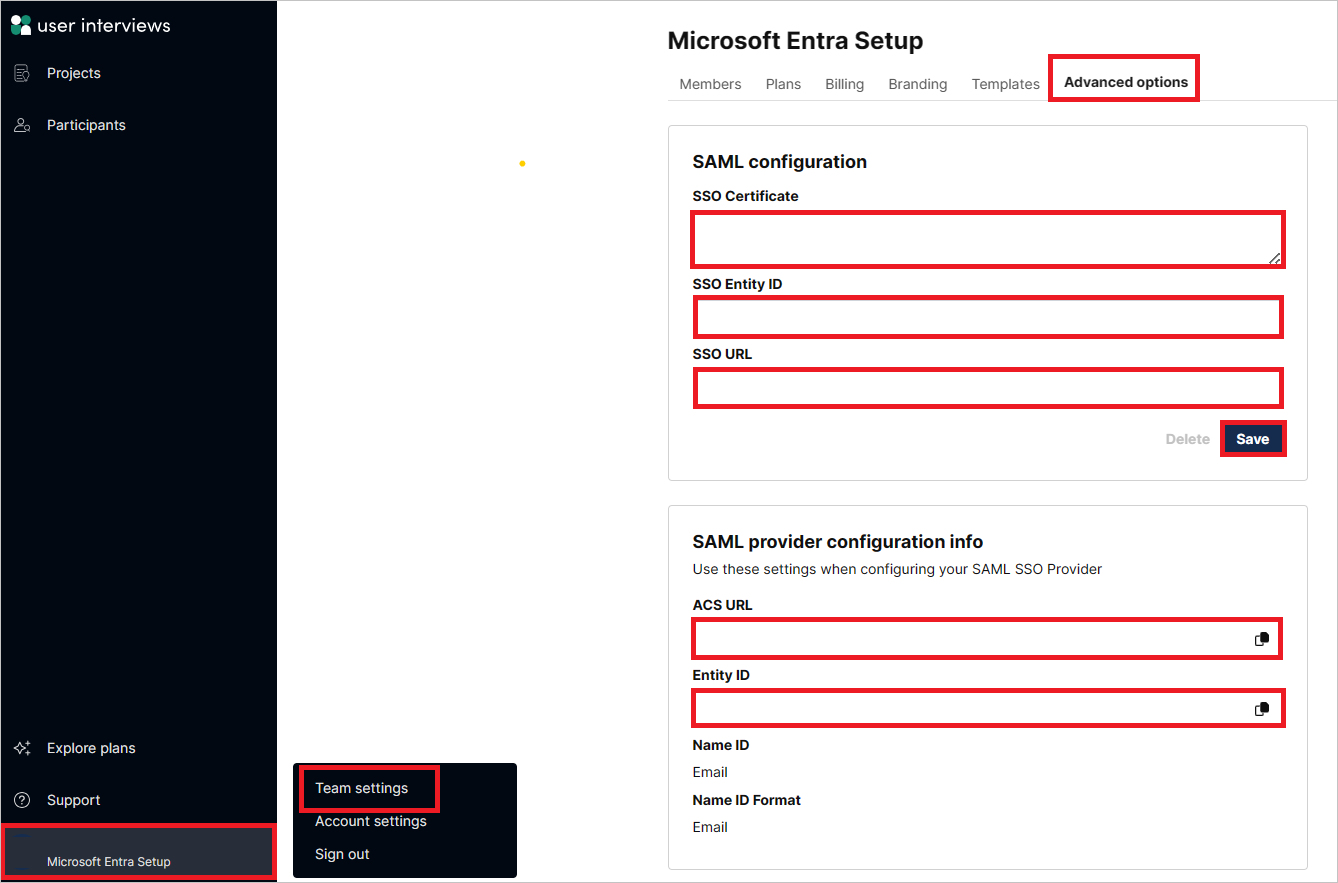 user interviews
Projects
Participants
Explore plans
Support
Microsoft Entra Setup
Team settings
Account settings
Sign out
Microsoft Entra Setup
Members Plans Billing Branding Templates Advanced options
SAML configuration
SSO Certificate
SSO Entity ID
SSO URL
Delete Save
SAML provider configuration info
Use these settings when configuring your SAML SSO Provider
ACS URL
Entity ID
Name ID
Email
Name ID Format
Email